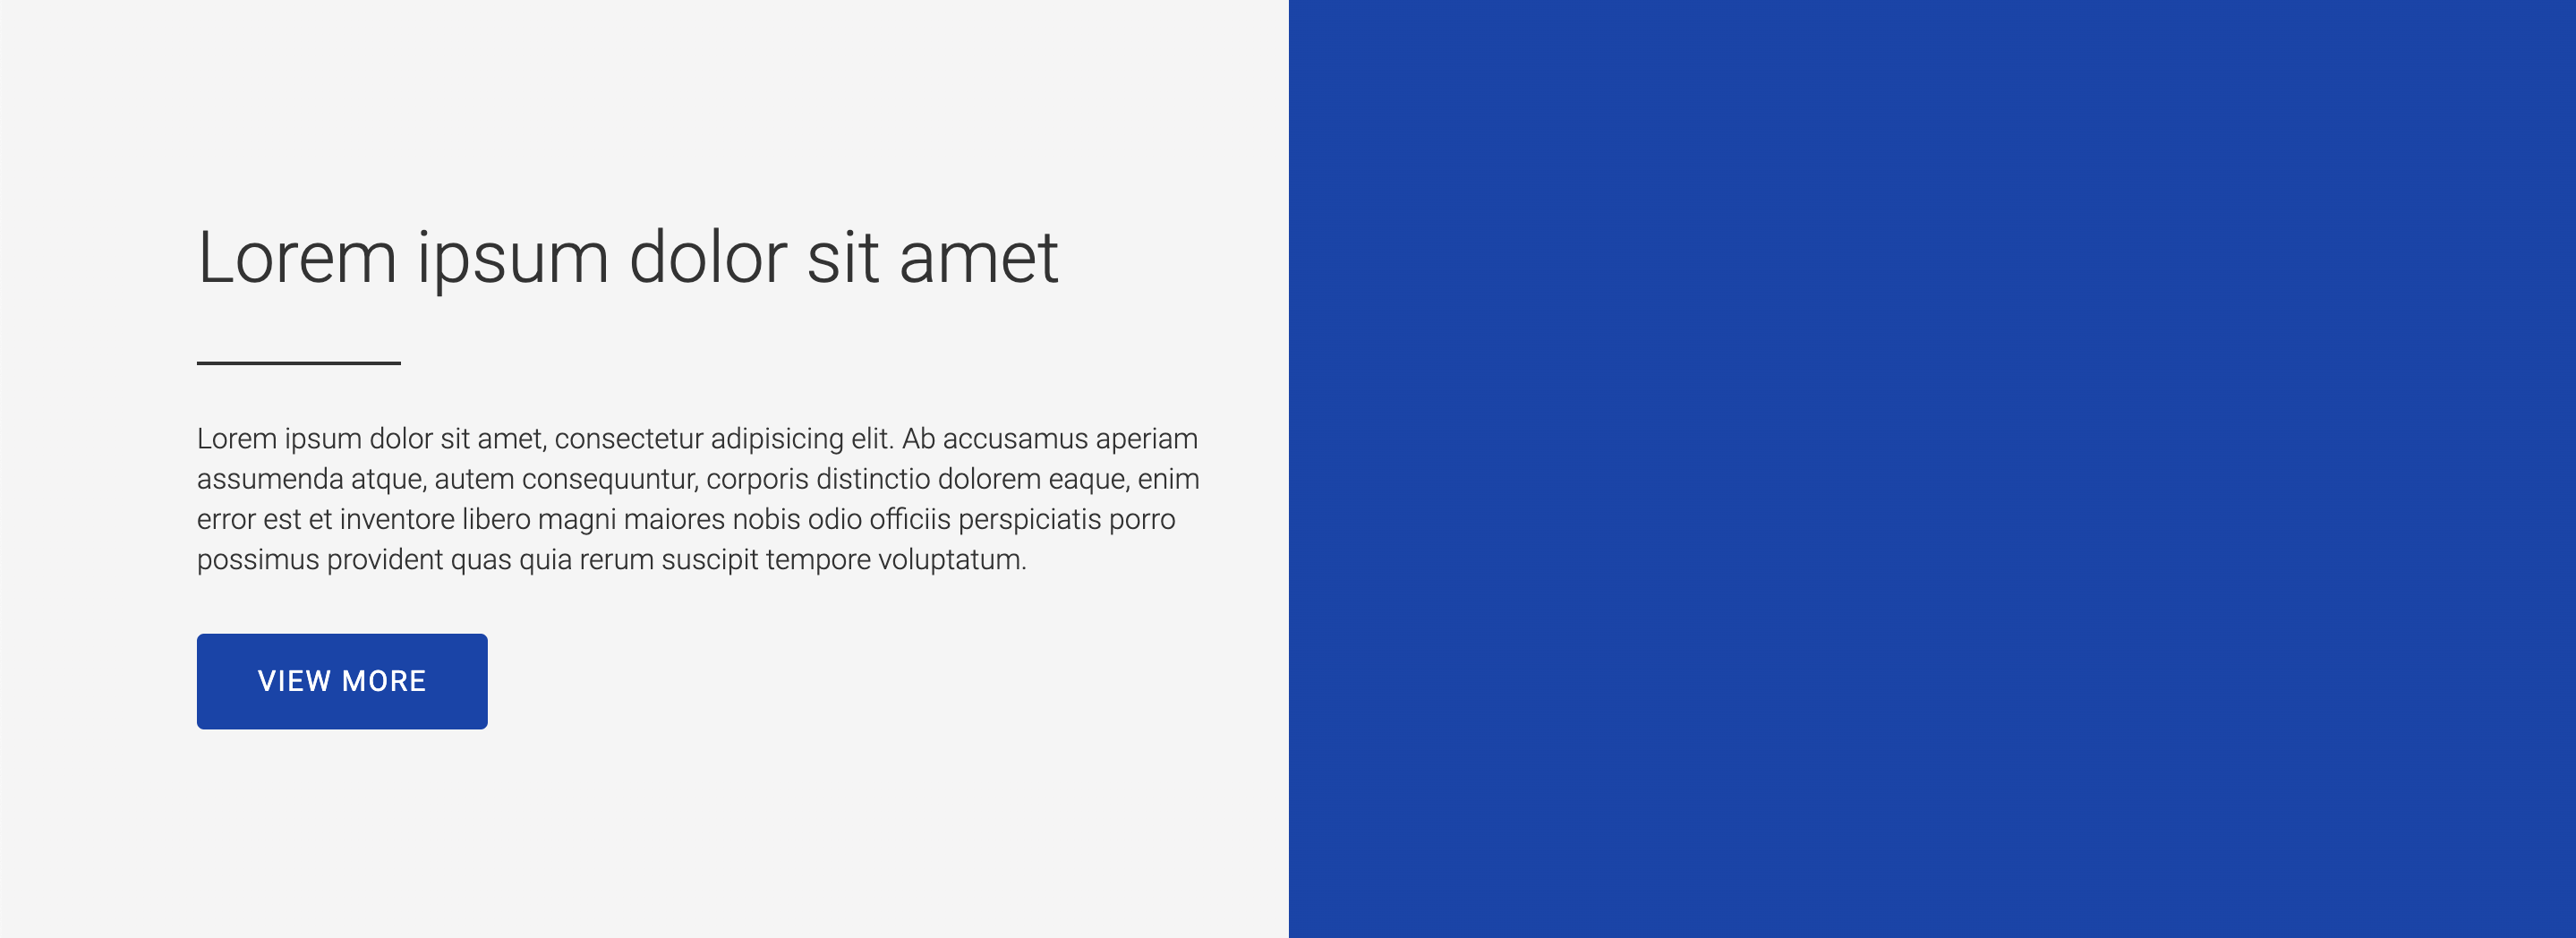 Lorem ipsum dolor sit amet
Lorem ipsum dolor sit amet, consectetur adipisicing elit. Ab accusamus aperiam
assumenda atque, autem consequuntur, corporis distinctio dolorem eaque, enim
error est et inventore libero magni maiores nobis odio officiis perspiciatis porro
possimus provident quas quia rerum suscipit tempore voluptatum.
VIEW MORE